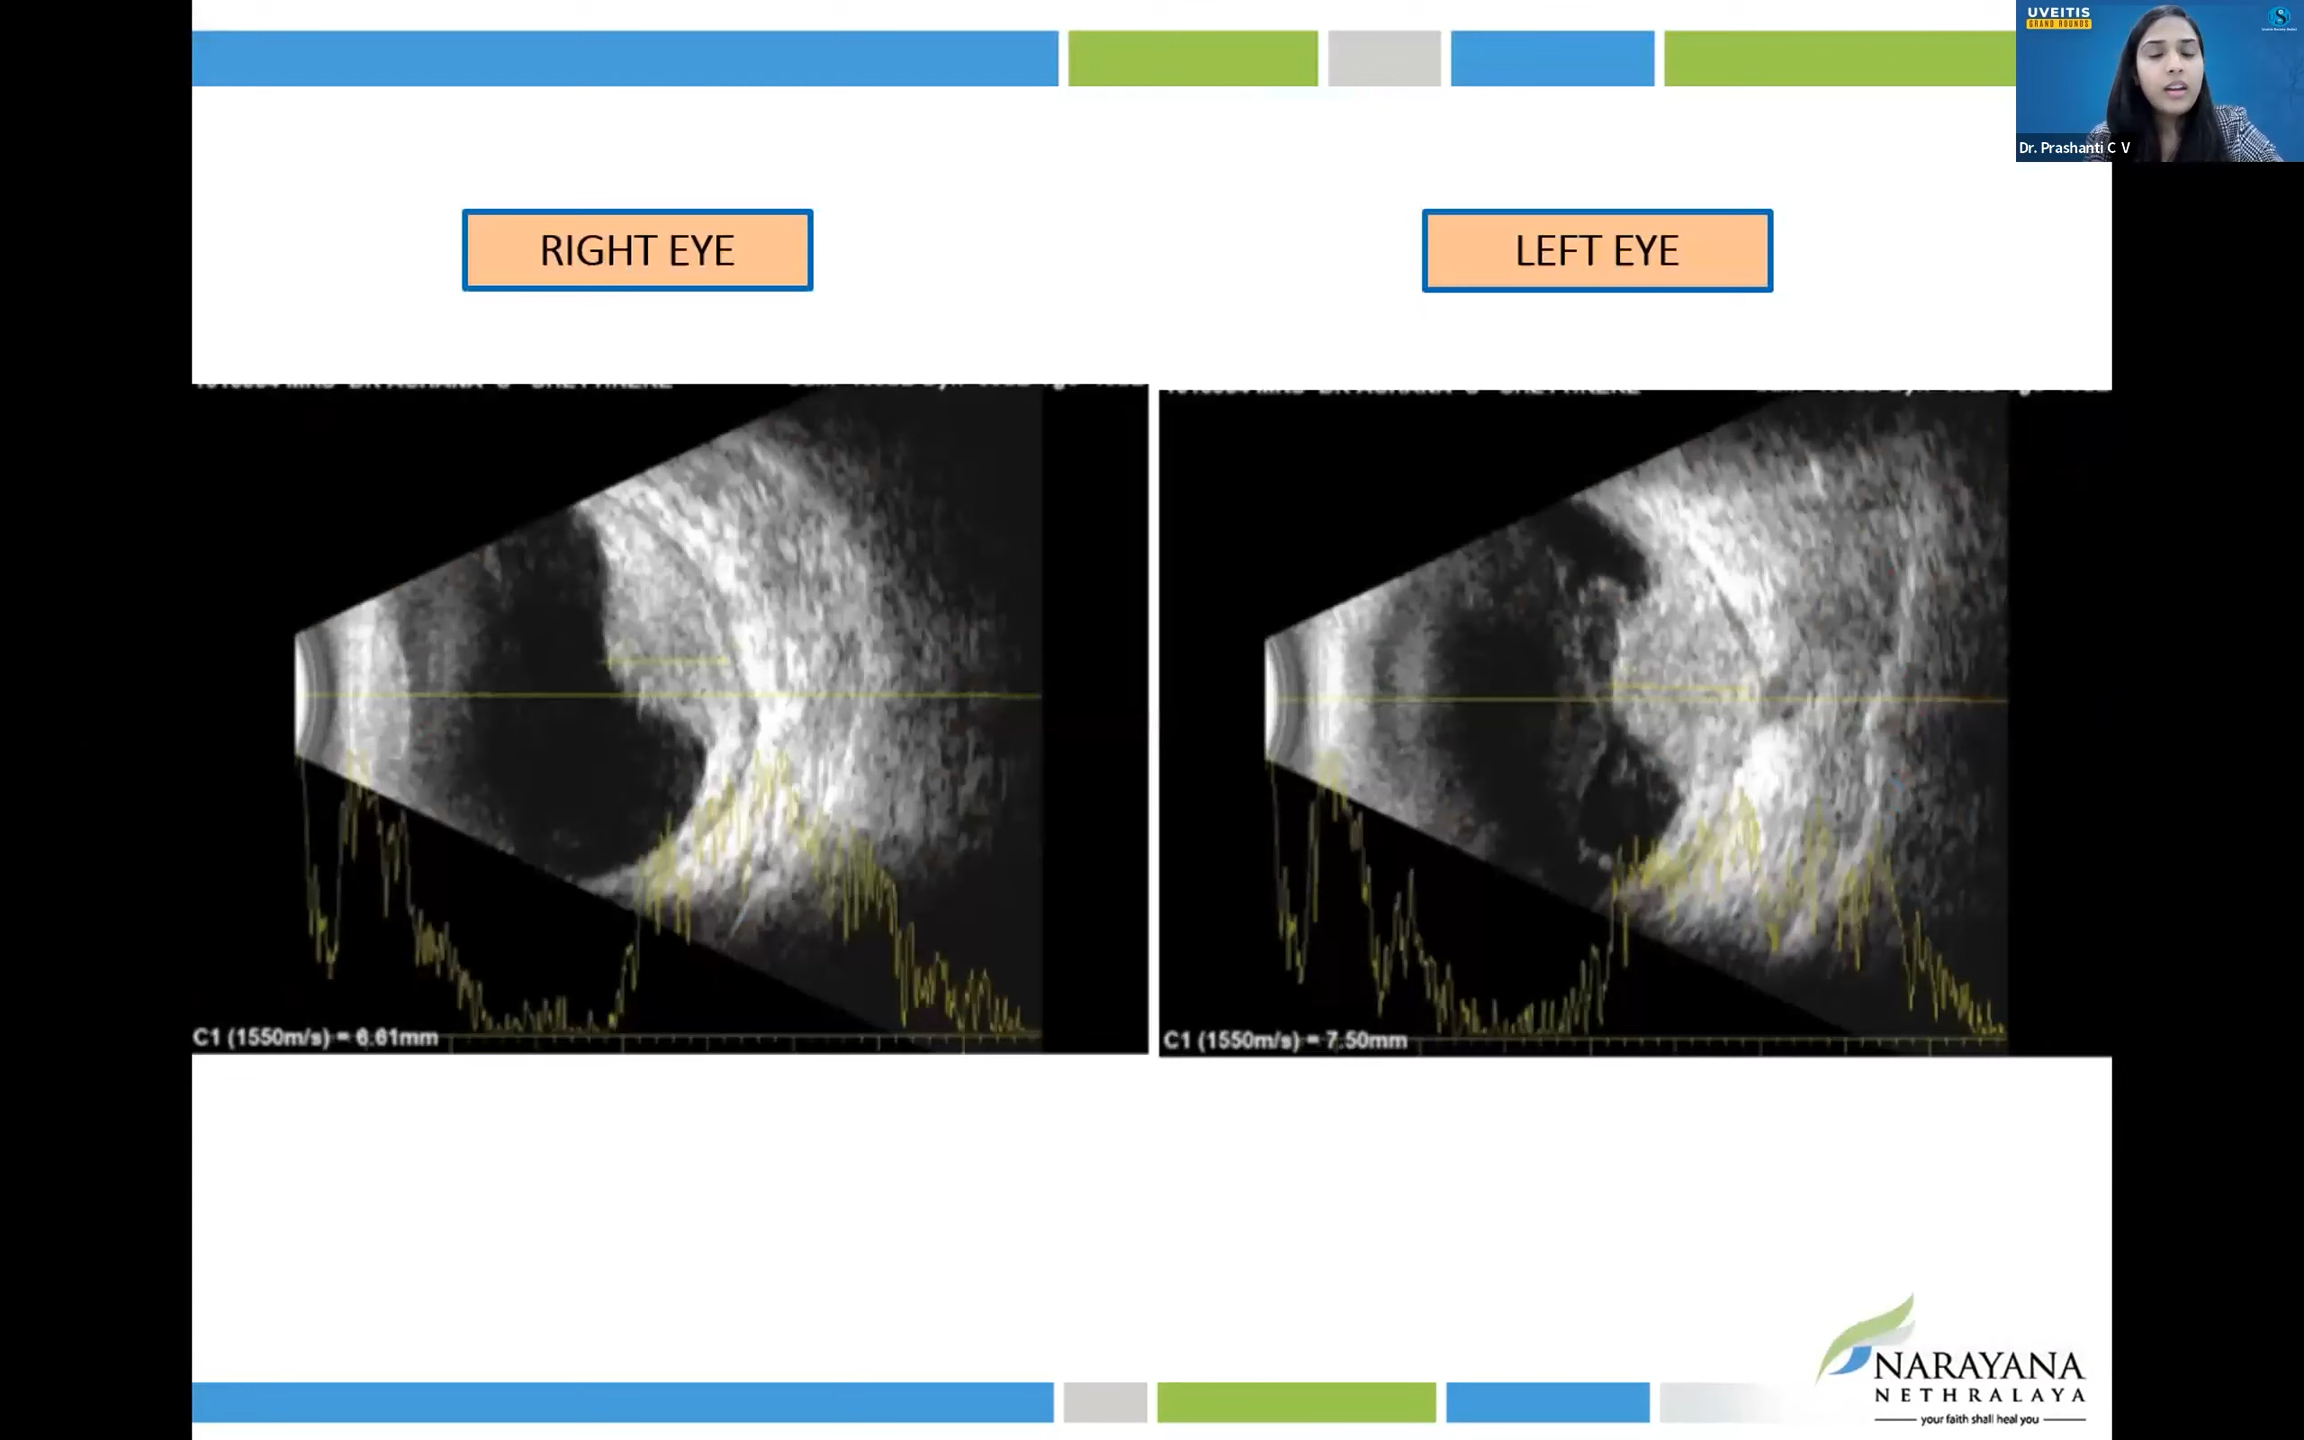 UVEITIS
GRAND ROUNDS
Dr. Prashanti C V
RIGHT EYE
LEFT EYE
C1 (1550m/s) = 6.61mm
C1 (1550m/s) = 7.50mm
NARAYANA
NETHRALAYA
your faith shall heal you